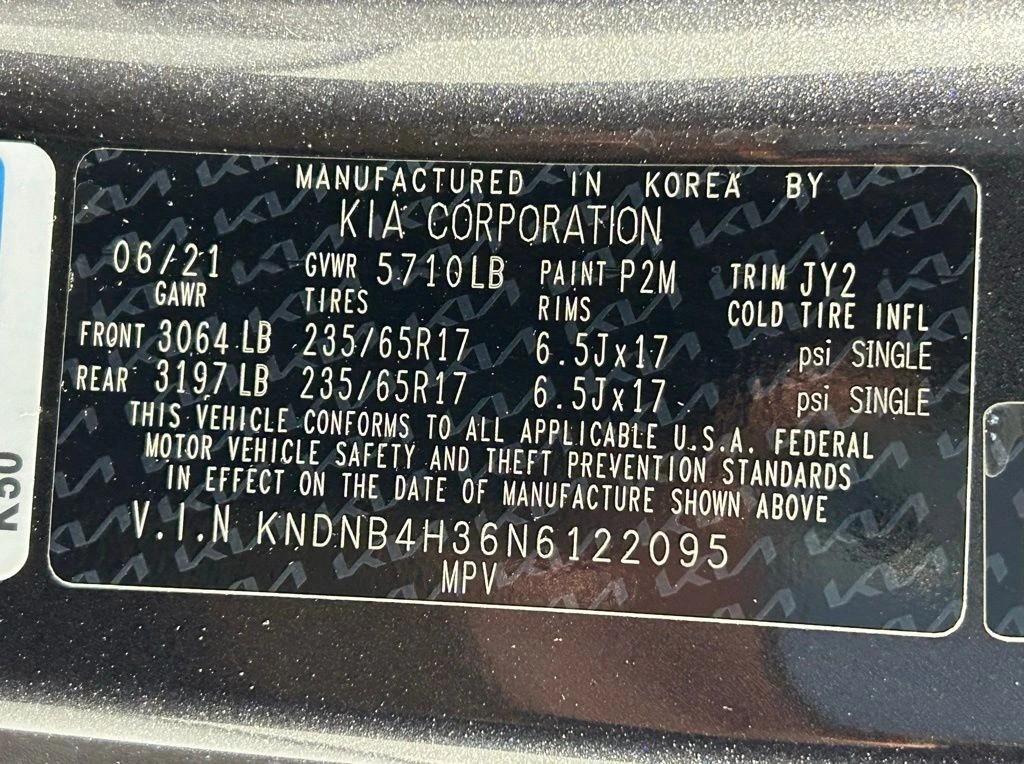 MANUFACTURED IN KOREA BY
KIA CORPORATION
06/21 GVWR 5710LB PAINT P2M TRIM JY2
GAWR TIRES RIMS COLD TIRE INFL
FRONT 3064 LB 235/65R17 6.5Jx17 psi SINGLE
REAR 3197 LB 235/65R17 6.5Jx17 psi SINGLE
THIS VEHICLE CONFORMS TO ALL APPLICABLE U.S.A. FEDERAL
MOTOR VEHICLE SAFETY AND THEFT PREVENTION STANDARDS
IN EFFECT ON THE DATE OF MANUFACTURE SHOWN ABOVE
V.I.N KNDNB4H36N6122095
MPV